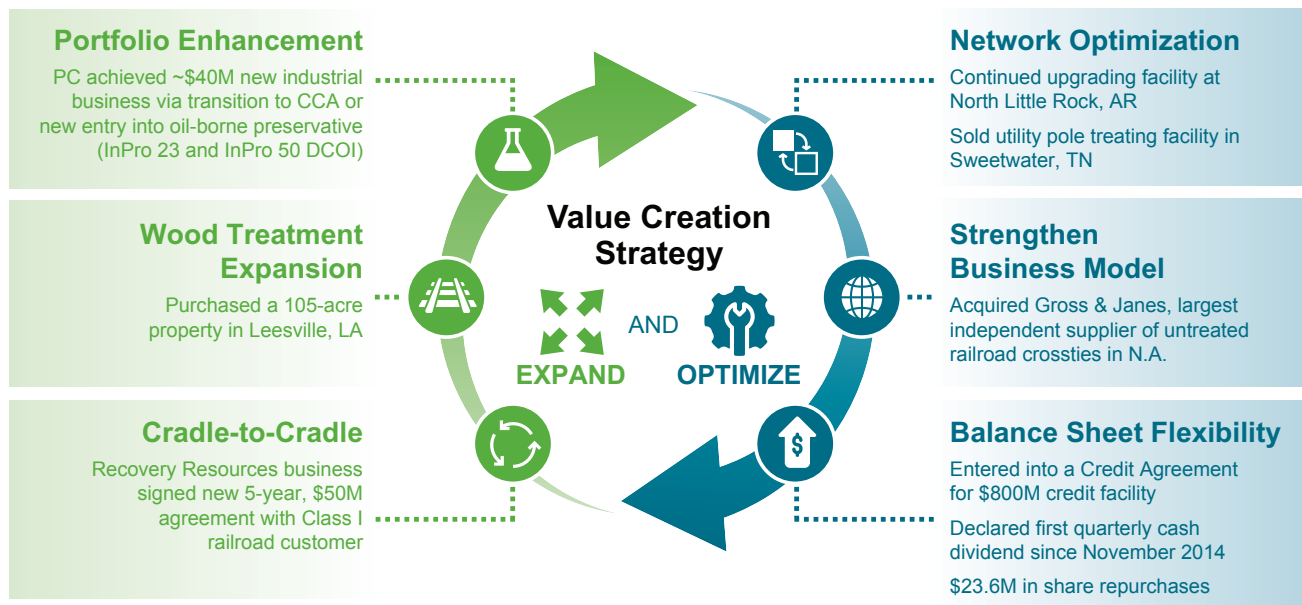 Portfolio Enhancement
PC achieved ~$40M new industrial
business via transition to CCA or
new entry into oil-borne preservative
(InPro 23 and InPro 50 DCOI)
Wood Treatment
Expansion
Purchased a 105-acre
property in Leesville, LA
Cradle-to-Cradle
Recovery Resources business
signed new 5-year, $50M
agreement with Class I
railroad customer
Value Creation
Strategy
EXPAND
AND
OPTIMIZE
$
Network Optimization
Continued upgrading facility at
North Little Rock, AR
Sold utility pole treating facility in
Sweetwater, TN
Strengthen
Business Model
Acquired Gross & Janes, largest
independent supplier of untreated
railroad crossties in N.A.
Balance Sheet Flexibility
Entered into a Credit Agreement
for $800M credit facility
Declared first quarterly cash
dividend since November 2014
$23.6M in share repurchases